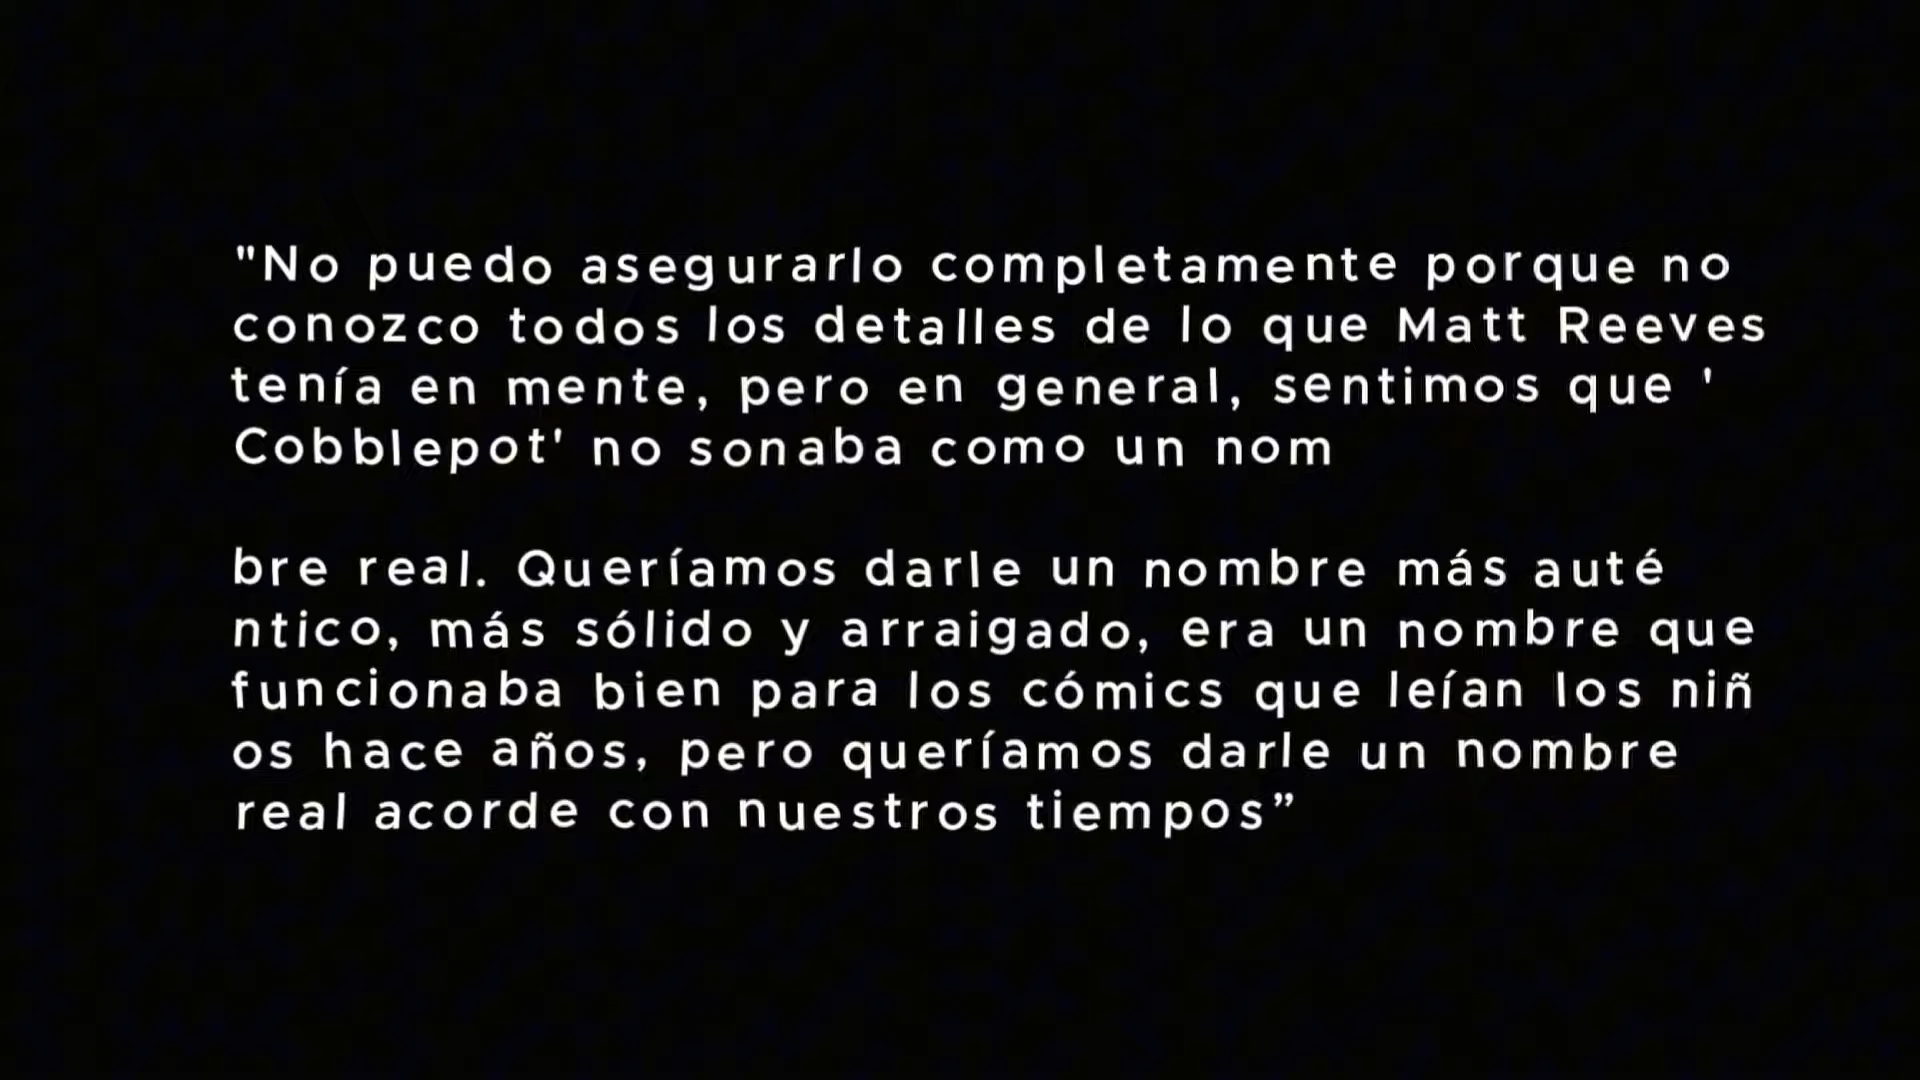 "No puedo asegurarlo completamente porque no
conozco todos los detalles de lo que Matt Reeves
tenía en mente, pero en general, sentimos que '
Cobblepot' no sonaba como un nom
bre real. Queríamos darle un nombre más auté
ntico, más sólido y arraigado, era un nombre que
funcionaba bien para los cómics que leían los niñ
os hace años, pero queríamos darle un nombre
real acorde con nuestros tiempos”